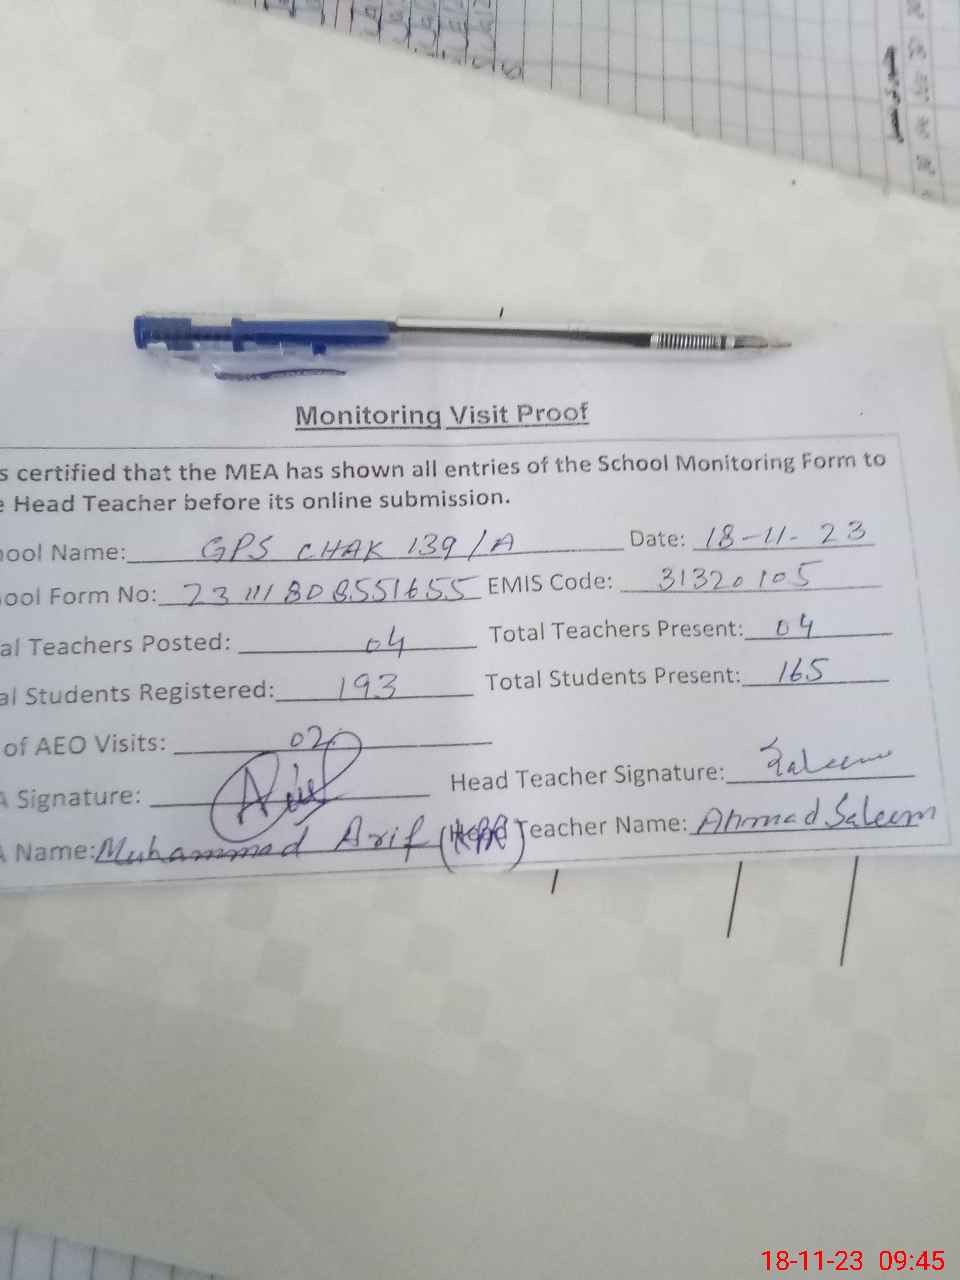 Monitoring Visit Proof
s certified that the MEA has shown all entries of the School Monitoring Form to
e Head Teacher before its online submission.
ool Name: GPS CHAK 139/A Date: 18-11-23
ool Form No: 23111808551655 EMIS Code: 31320105
al Teachers Posted: 04 Total Teachers Present: 04
al Students Registered: 193 Total Students Present: 165
of AEO Visits: 02
A Signature: Head Teacher Signature: Saleem
A Name: Muhammad Arif Teacher Name: Ahmad Saleem
18-11-23 09:45